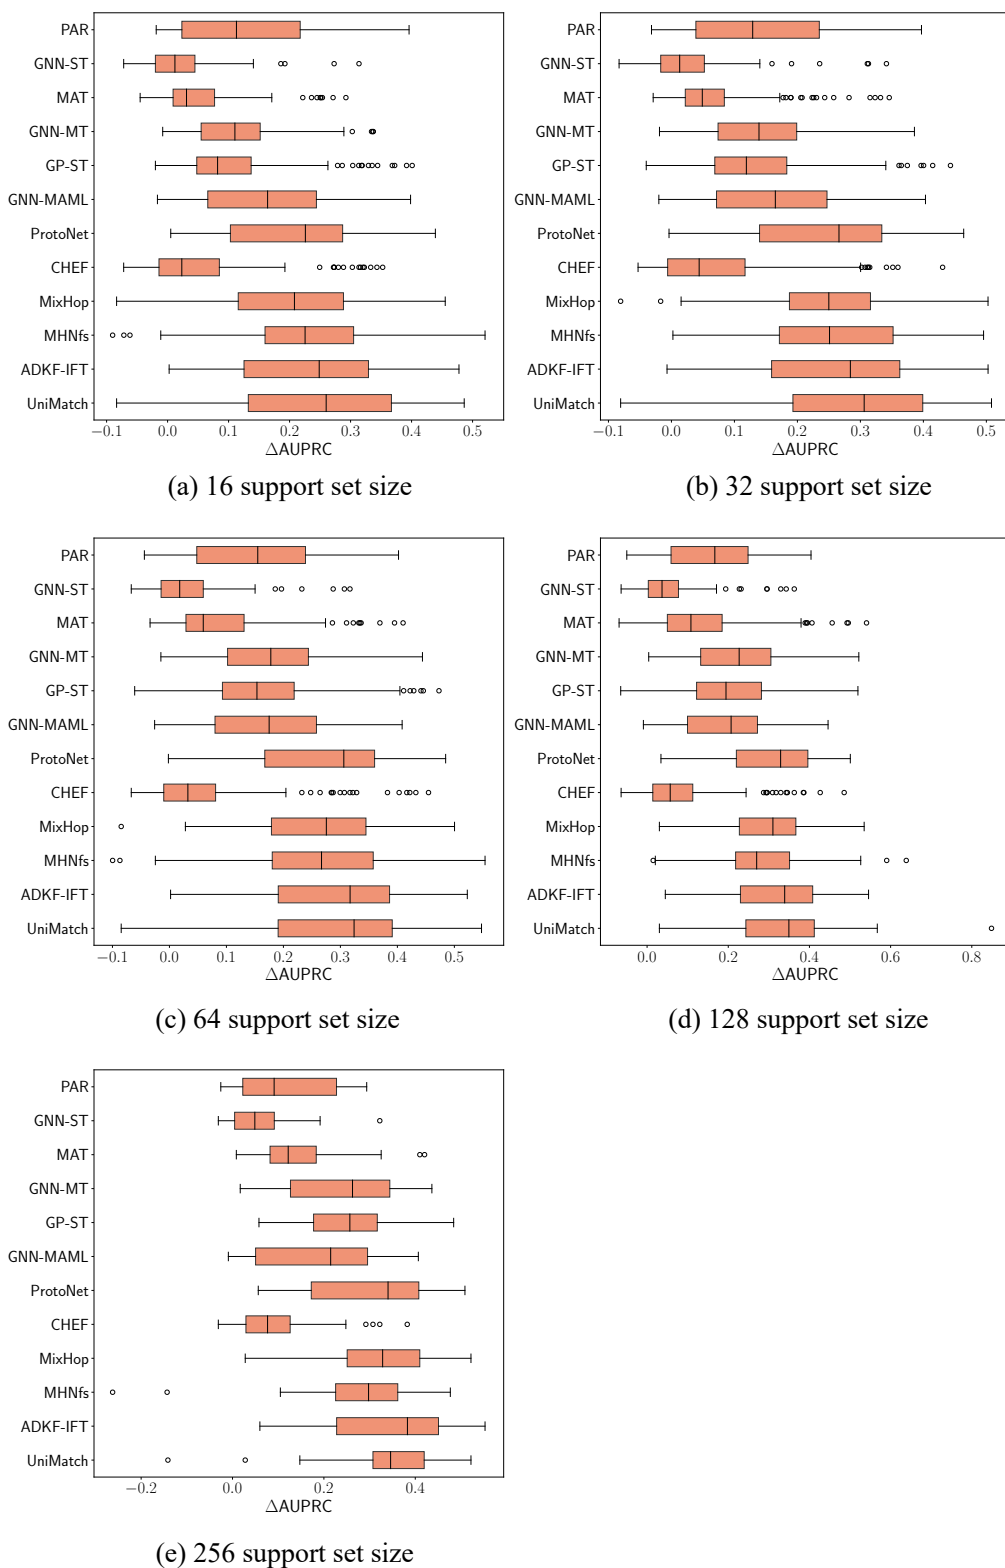 PAR
GNN-ST
MAT
GNN-MT
GP-ST
GNN-MAML
ProtoNet
CHEF
MixHop
MHNfs
ADKF-IFT
UniMatch
−0.1 0.0 0.1 0.2 0.3 0.4 0.5
ΔAUPRC
(a) 16 support set size
PAR
GNN-ST
MAT
GNN-MT
GP-ST
GNN-MAML
ProtoNet
CHEF
MixHop
MHNfs
ADKF-IFT
UniMatch
−0.1 0.0 0.1 0.2 0.3 0.4 0.5
ΔAUPRC
(b) 32 support set size
PAR
GNN-ST
MAT
GNN-MT
GP-ST
GNN-MAML
ProtoNet
CHEF
MixHop
MHNfs
ADKF-IFT
UniMatch
−0.1 0.0 0.1 0.2 0.3 0.4 0.5
ΔAUPRC
(c) 64 support set size
PAR
GNN-ST
MAT
GNN-MT
GP-ST
GNN-MAML
ProtoNet
CHEF
MixHop
MHNfs
ADKF-IFT
UniMatch
0.0 0.2 0.4 0.6 0.8
ΔAUPRC
(d) 128 support set size
PAR
GNN-ST
MAT
GNN-MT
GP-ST
GNN-MAML
ProtoNet
CHEF
MixHop
MHNfs
ADKF-IFT
UniMatch
−0.2 0.0 0.2 0.4
ΔAUPRC
(e) 256 support set size